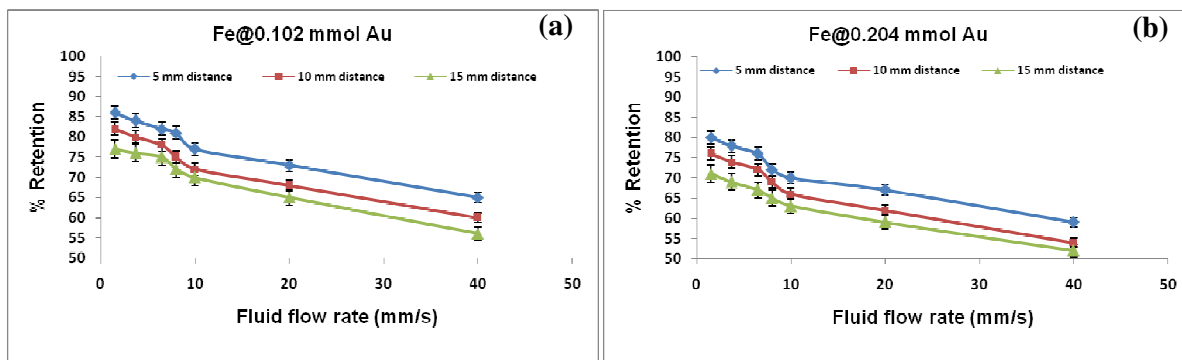 Fe@0.102 mmol Au
(a)
5 mm distance
10 mm distance
15 mm distance
% Retention
100
95
90
85
80
75
70
65
60
55
50
0
10
20
30
40
50
Fluid flow rate (mm/s)
Fe@0.204 mmol Au
(b)
5 mm distance
10 mm distance
15 mm distance
% Retention
100
95
90
85
80
75
70
65
60
55
50
0
10
20
30
40
50
Fluid flow rate (mm/s)